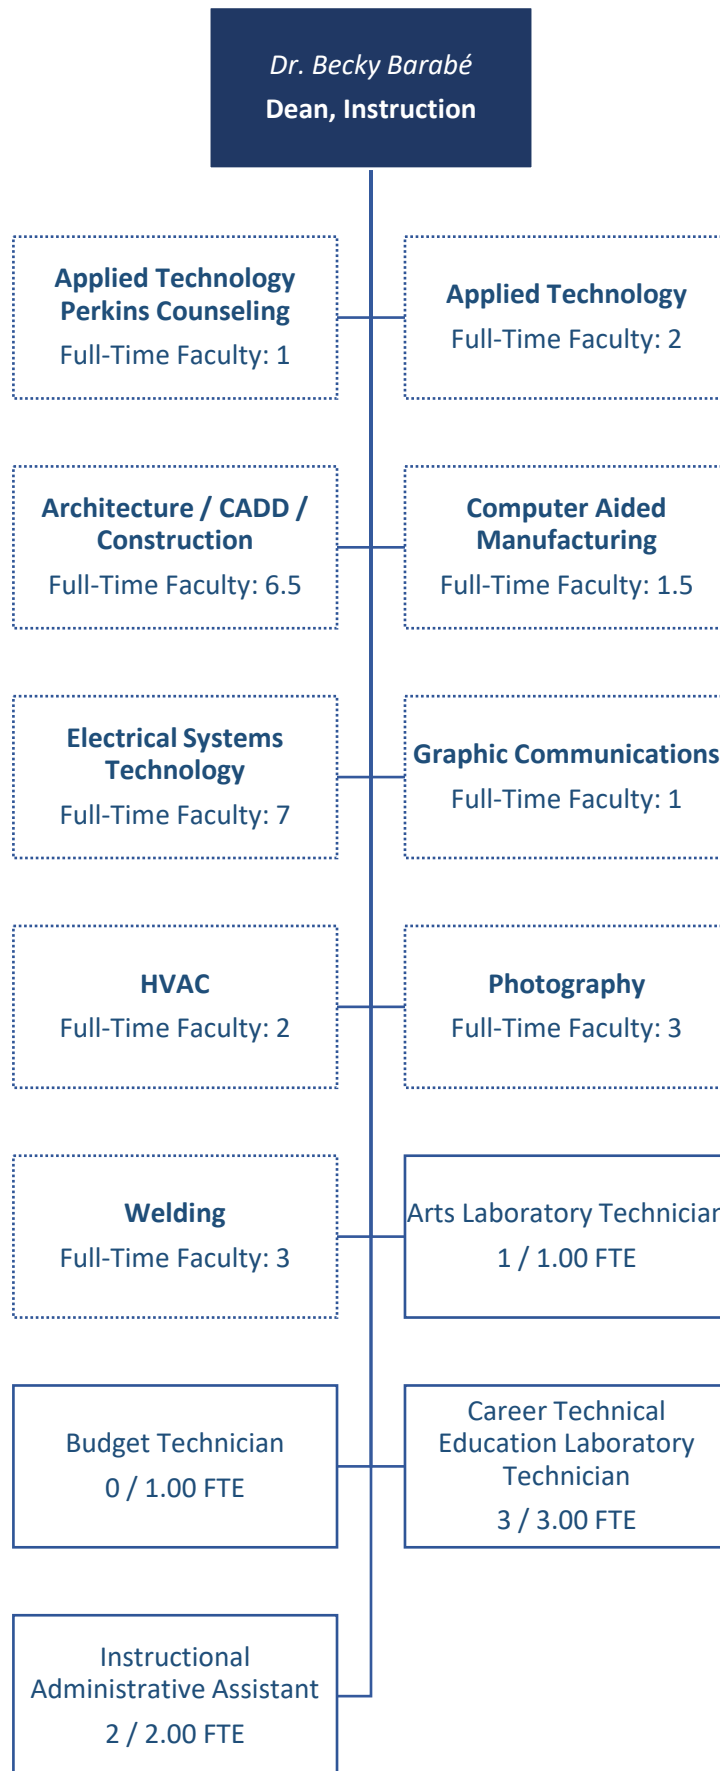 Dr. Becky Barabé
Dean, Instruction
Applied Technology
Perkins Counseling
Full-Time Faculty: 1
Applied Technology
Full-Time Faculty: 2
Architecture / CADD /
Construction
Full-Time Faculty: 6.5
Computer Aided
Manufacturing
Full-Time Faculty: 1.5
Electrical Systems
Technology
Full-Time Faculty: 7
Graphic Communications
Full-Time Faculty: 1
HVAC
Full-Time Faculty: 2
Photography
Full-Time Faculty: 3
Welding
Full-Time Faculty: 3
Arts Laboratory Technician
1 / 1.00 FTE
Budget Technician
0 / 1.00 FTE
Career Technical
Education Laboratory
Technician
3 / 3.00 FTE
Instructional
Administrative Assistant
2 / 2.00 FTE